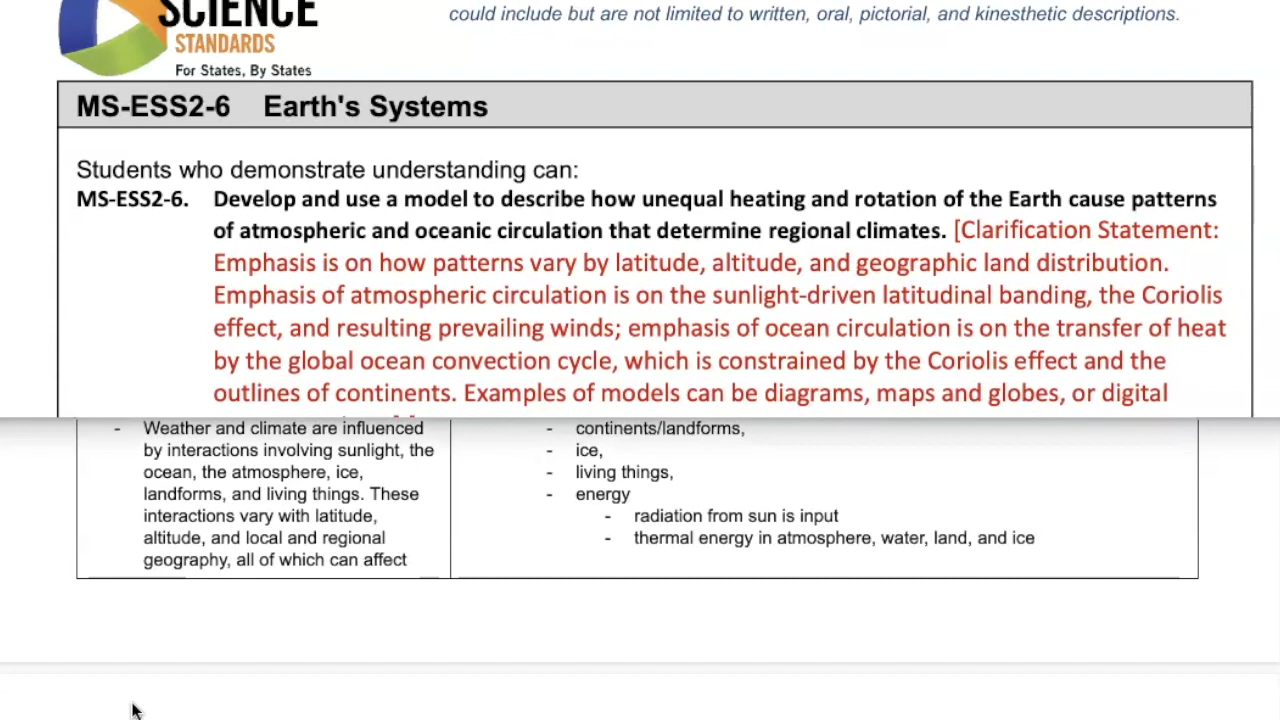 SCIENCE
STANDARDS
For States, By States
could include but are not limited to written, oral, pictorial, and kinesthetic descriptions.
MS-ESS2-6 Earth's Systems
Students who demonstrate understanding can:
MS-ESS2-6. Develop and use a model to describe how unequal heating and rotation of the Earth cause patterns
of atmospheric and oceanic circulation that determine regional climates. [Clarification Statement:
Emphasis is on how patterns vary by latitude, altitude, and geographic land distribution.
Emphasis of atmospheric circulation is on the sunlight-driven latitudinal banding, the Coriolis
effect, and resulting prevailing winds; emphasis of ocean circulation is on the transfer of heat
by the global ocean convection cycle, which is constrained by the Coriolis effect and the
outlines of continents. Examples of models can be diagrams, maps and globes, or digital
- Weather and climate are influenced
by interactions involving sunlight, the
ocean, the atmosphere, ice,
landforms, and living things. These
interactions vary with latitude,
altitude, and local and regional
geography, all of which can affect
- continents/landforms,
- ice,
- living things,
- energy
- radiation from sun is input
- thermal energy in atmosphere, water, land, and ice